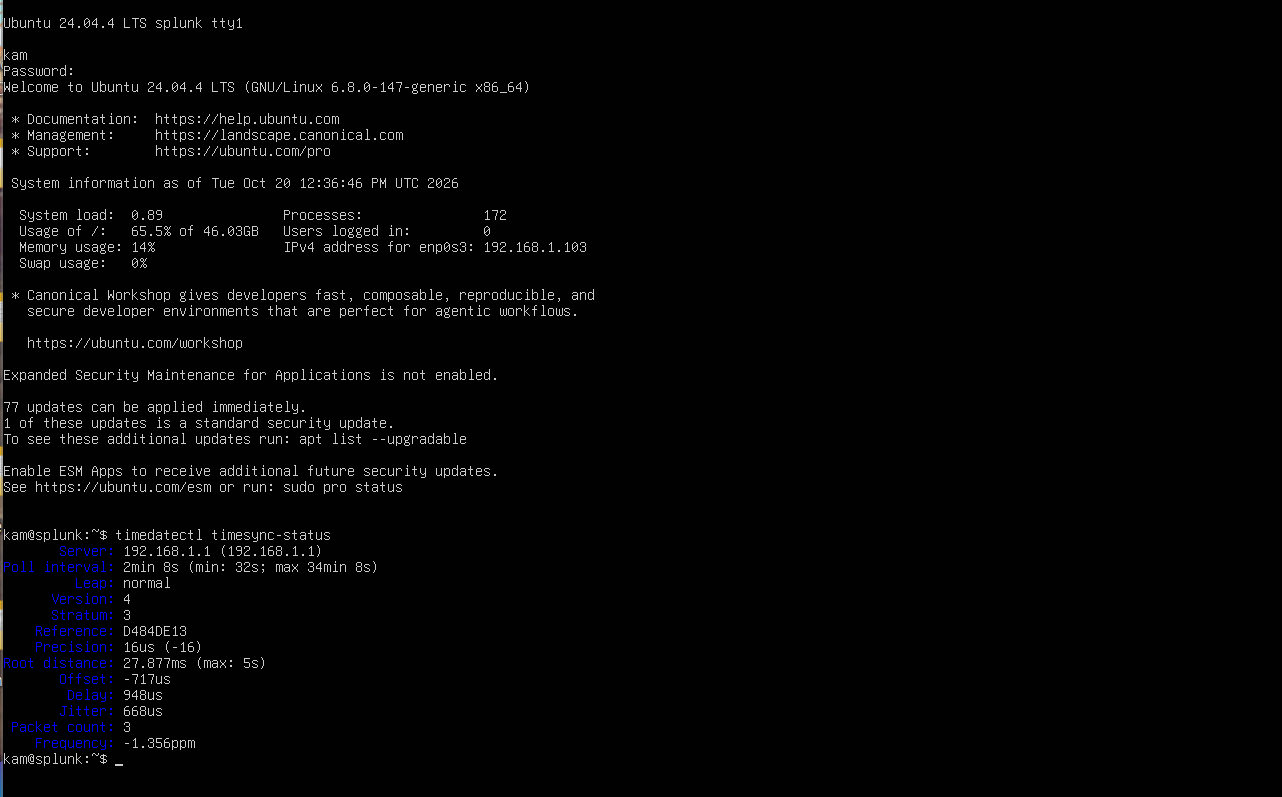 Ubuntu 24.04.4 LTS splunk tty1
kam
Password:
Welcome to Ubuntu 24.04.4 LTS (GNU/Linux 6.8.0-147-generic x86_64)
* Documentation:  https://help.ubuntu.com
* Management:     https://landscape.canonical.com
* Support:        https://ubuntu.com/pro
System information as of Tue Oct 20 12:36:46 PM UTC 2026
System load:  0.89               Processes:               172
Usage of /:   65.5% of 46.03GB   Users logged in:         0
Memory usage: 14%                IPv4 address for enp0s3: 192.168.1.103
Swap usage:   0%
* Canonical Workshop gives developers fast, composable, reproducible, and
secure developer environments that are perfect for agentic workflows.
https://ubuntu.com/workshop
Expanded Security Maintenance for Applications is not enabled.
77 updates can be applied immediately.
1 of these updates is a standard security update.
To see these additional updates run: apt list --upgradable
Enable ESM Apps to receive additional future security updates.
See https://ubuntu.com/esm or run: sudo pro status
kam@splunk:~$ timedatectl timesync-status
Server: 192.168.1.1 (192.168.1.1)
Poll interval: 2min 8s (min: 32s; max 34min 8s)
Leap: normal
Version: 4
Stratum: 3
Reference: D484DE13
Precision: 16us (-16)
Root distance: 27.877ms (max: 5s)
Offset: -717us
Delay: 948us
Jitter: 668us
Packet count: 3
Frequency: -1.356ppm
kam@splunk:~$ _